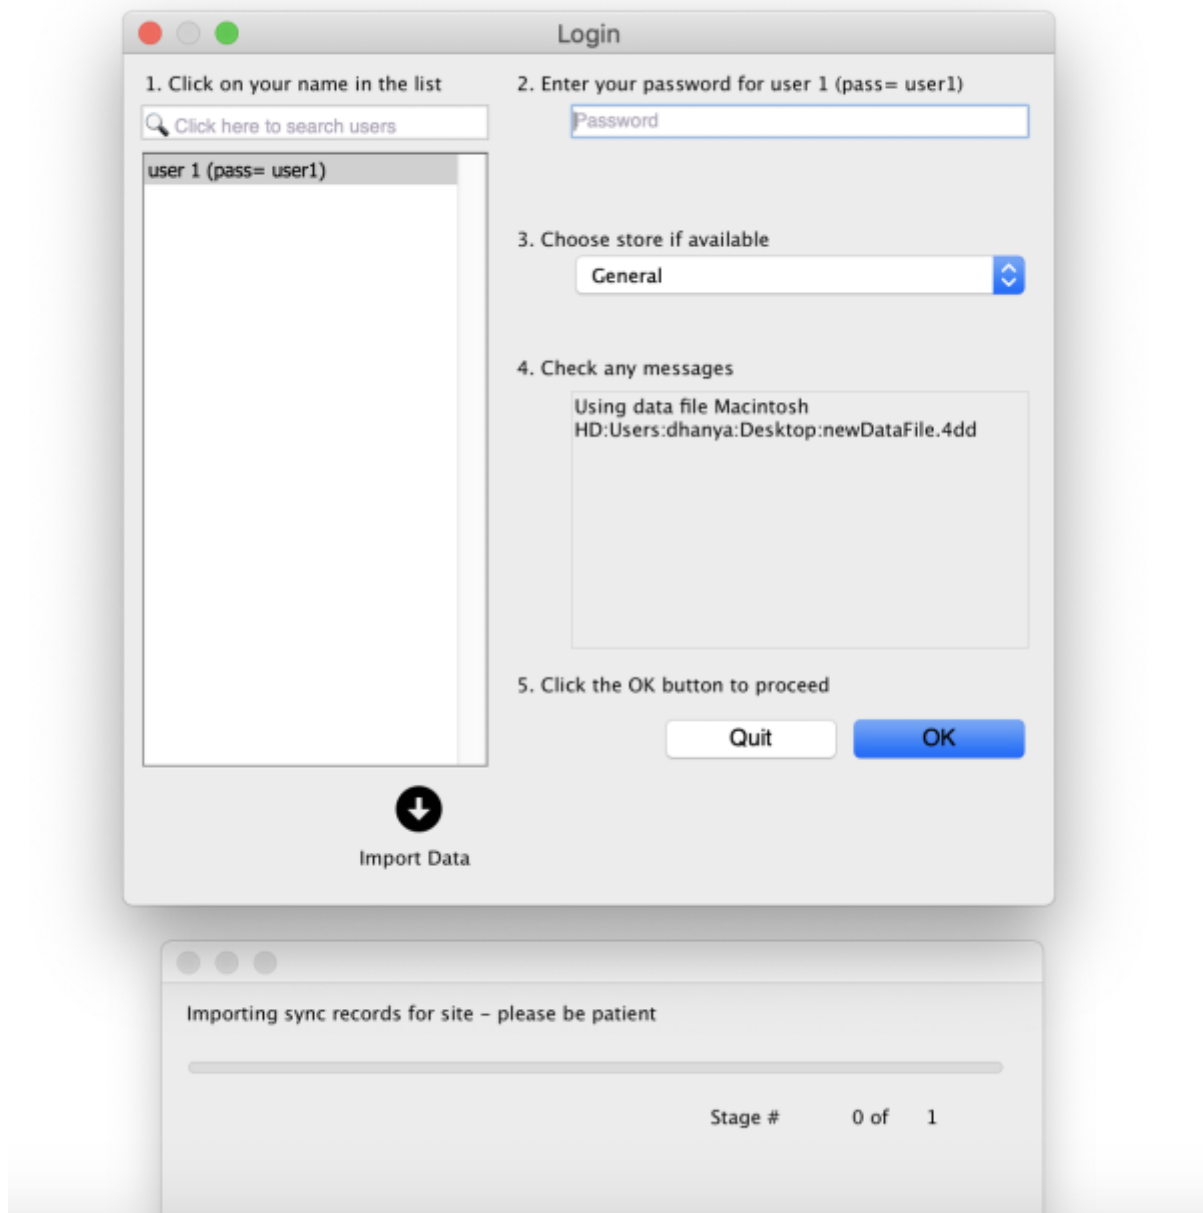 Login
1. Click on your name in the list
Click here to search users
user 1 (pass= user1)
Import Data
2. Enter your password for user 1 (pass= user1)
Password
3. Choose store if available
General
4. Check any messages
Using data file Macintosh
HD:Users:dhanya:Desktop:newDataFile.4dd
5. Click the OK button to proceed
Quit OK
Importing sync records for site – please be patient
Stage # 0 of 1